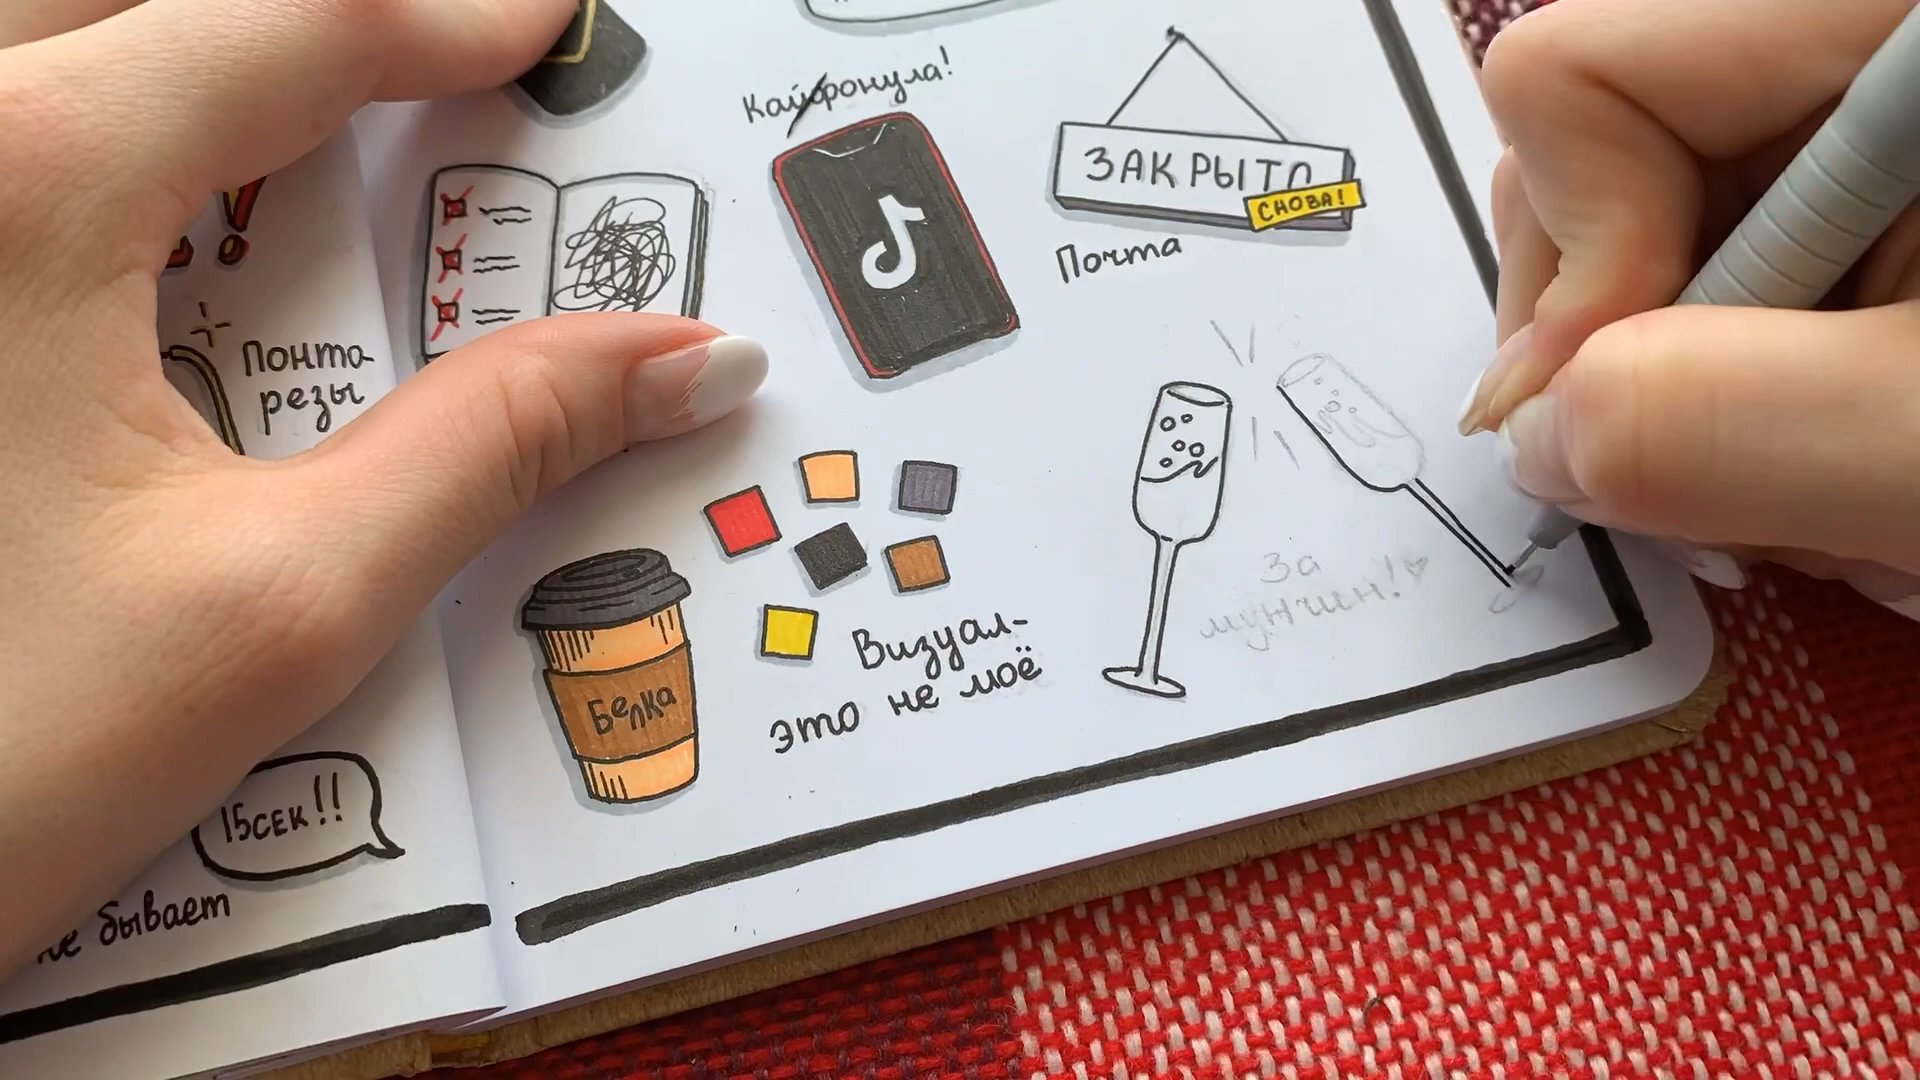 Кайфонула!
ЗАКРЫТО
СНОВА!
Почта
Понта-
резы
Визуал-
это не моё
Белка
За
мужчин!
15сек!!
не бывает